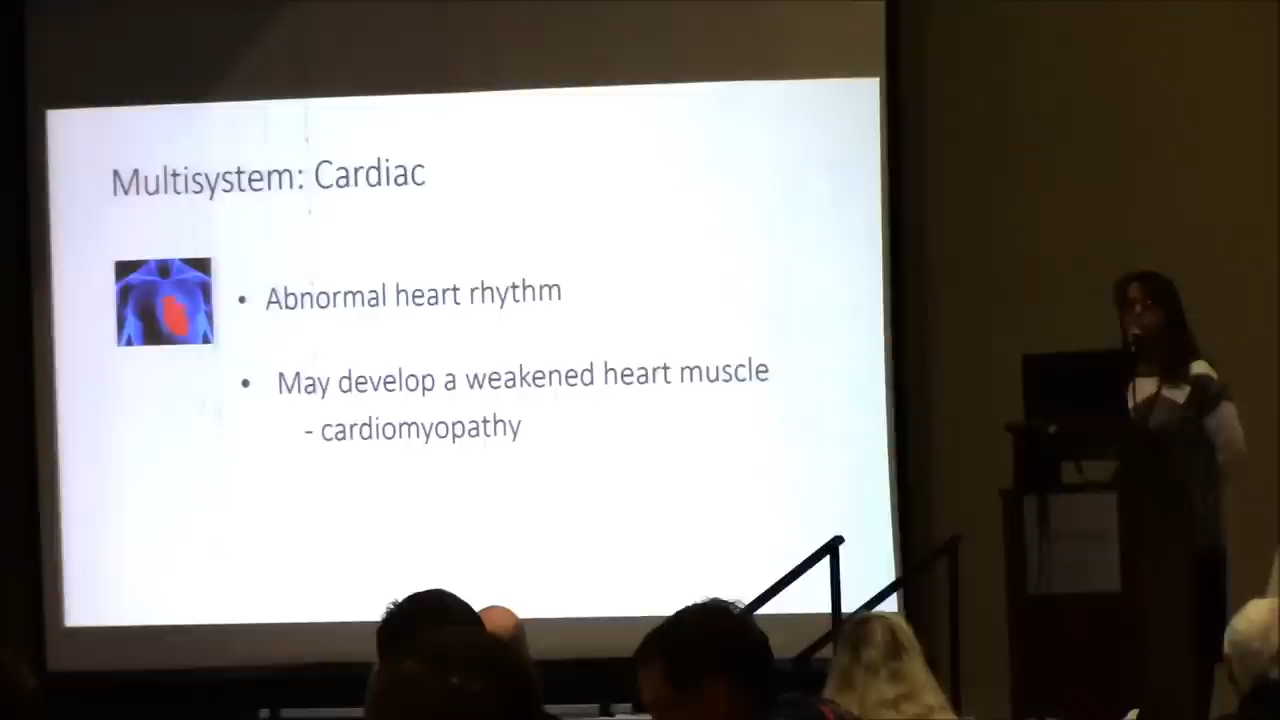 Multisystem: Cardiac
• Abnormal heart rhythm
• May develop a weakened heart muscle
- cardiomyopathy